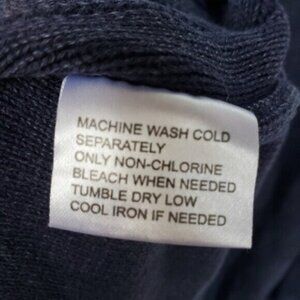 MACHINE WASH COLD
SEPARATELY
ONLY NON-CHLORINE
BLEACH WHEN NEEDED
TUMBLE DRY LOW
COOL IRON IF NEEDED